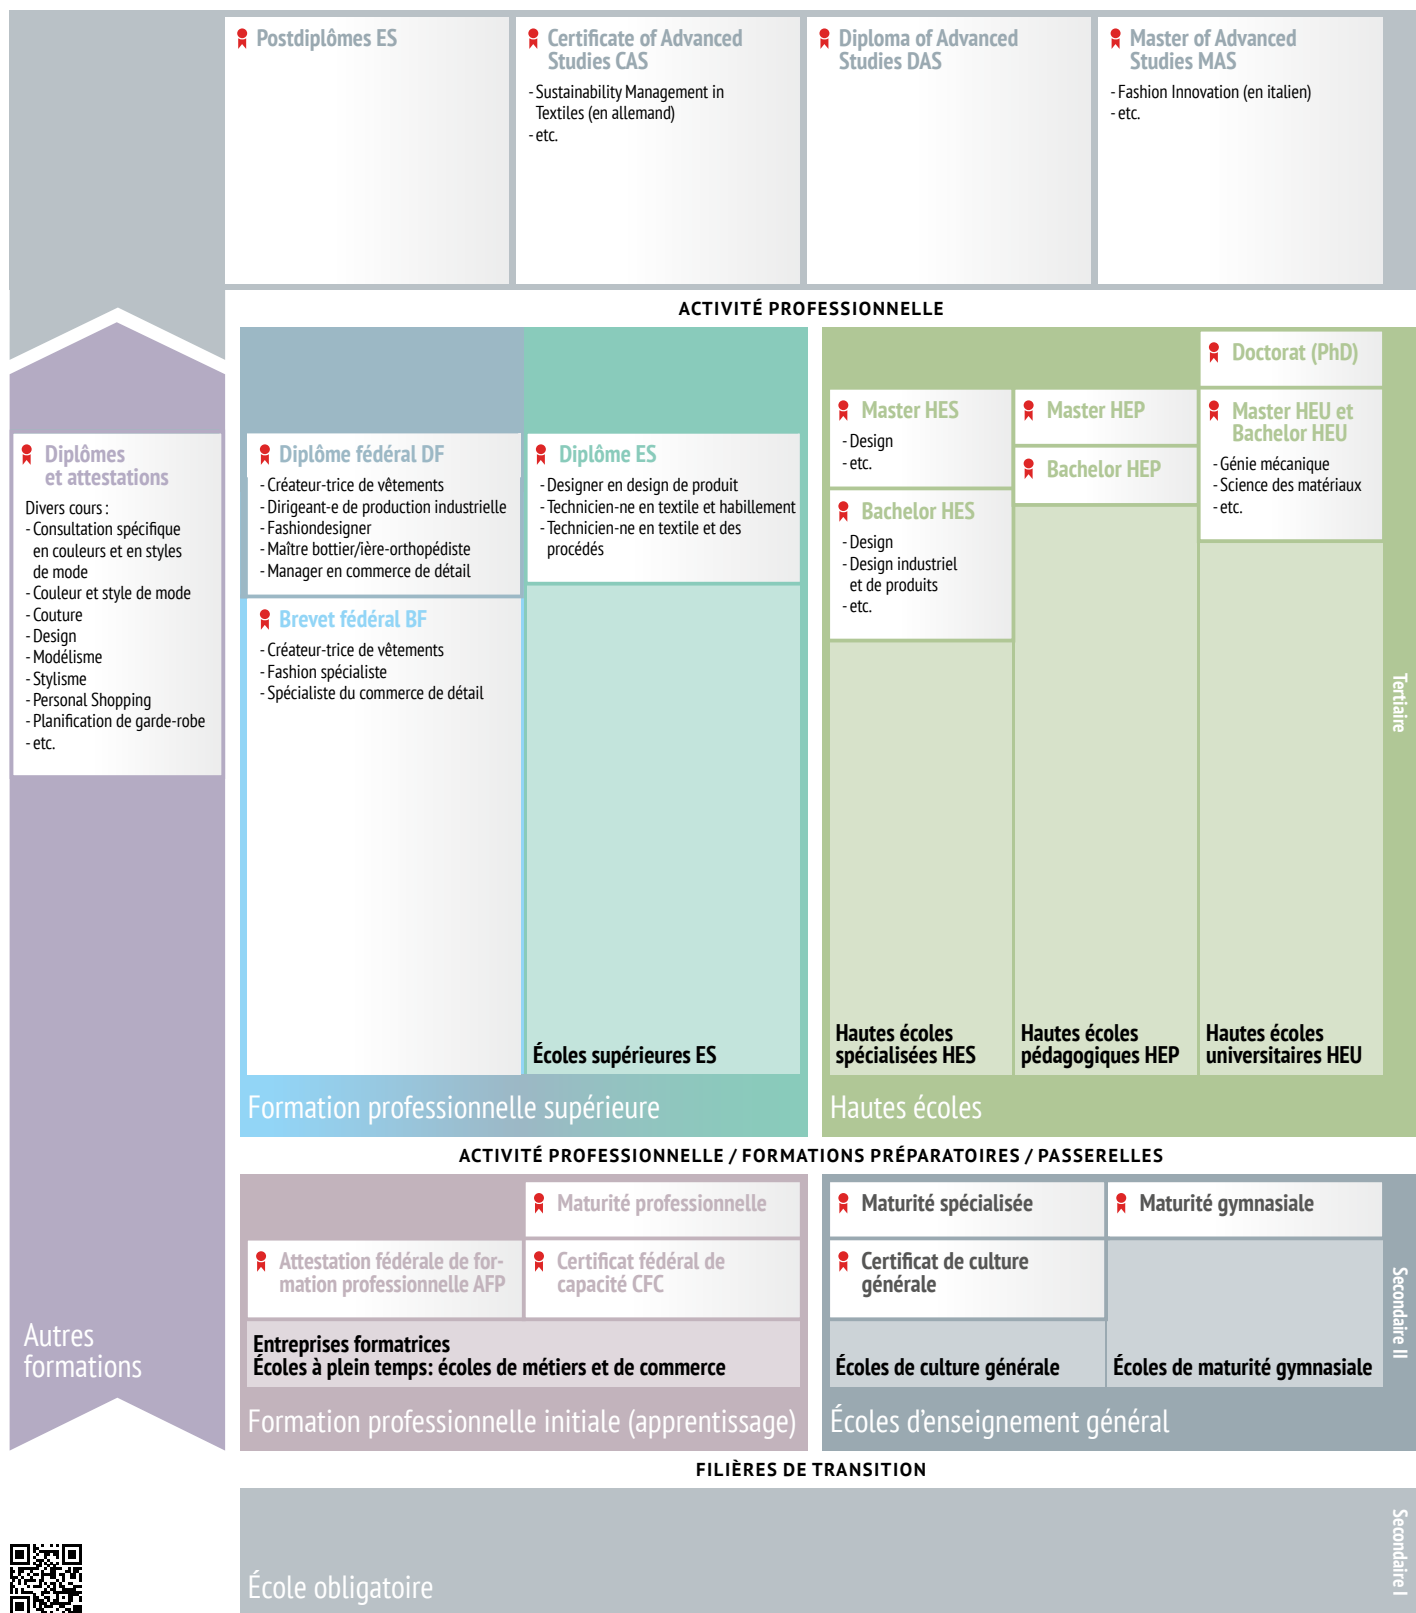 Postdiplômes ES
Certificate of Advanced
Studies CAS
- Sustainability Management in
Textiles (en allemand)
- etc.
Diploma of Advanced
Studies DAS
Master of Advanced
Studies MAS
- Fashion Innovation (en italien)
- etc.
ACTIVITÉ PROFESSIONNELLE
Diplômes
et attestations
Divers cours :
- Consultation spécifique
en couleurs et en styles
de mode
- Couleur et style de mode
- Couture
- Design
- Modélisme
- Stylisme
- Personal Shopping
- Planification de garde-robe
- etc.
Autres
formations
Diplôme fédéral DF
- Créateur-trice de vêtements
- Dirigeant-e de production industrielle
- Fashiondesigner
- Maître bottier/ière-orthopédiste
- Manager en commerce de détail
Brevet fédéral BF
- Créateur-trice de vêtements
- Fashion spécialiste
- Spécialiste du commerce de détail
Diplôme ES
- Designer en design de produit
- Technicien-ne en textile et habillement
- Technicien-ne en textile et des
procédés
Écoles supérieures ES
Formation professionnelle supérieure
Master HES
- Design
- etc.
Bachelor HES
- Design
- Design industriel
et de produits
- etc.
Hautes écoles
spécialisées HES
Master HEP
Bachelor HEP
Hautes écoles
pédagogiques HEP
Doctorat (PhD)
Master HEU et
Bachelor HEU
- Génie mécanique
- Science des matériaux
- etc.
Hautes écoles
universitaires HEU
Hautes écoles
Tertiaire
ACTIVITÉ PROFESSIONNELLE / FORMATIONS PRÉPARATOIRES / PASSERELLES
Attestation fédérale de for-
mation professionnelle AFP
Maturité professionnelle
Certificat fédéral de
capacité CFC
Entreprises formatrices
Écoles à plein temps: écoles de métiers et de commerce
Formation professionnelle initiale (apprentissage)
Maturité spécialisée
Certificat de culture
générale
Écoles de culture générale
Maturité gymnasiale
Écoles de maturité gymnasiale
Écoles d’enseignement général
Secondaire II
FILIÈRES DE TRANSITION
École obligatoire
Secondaire I